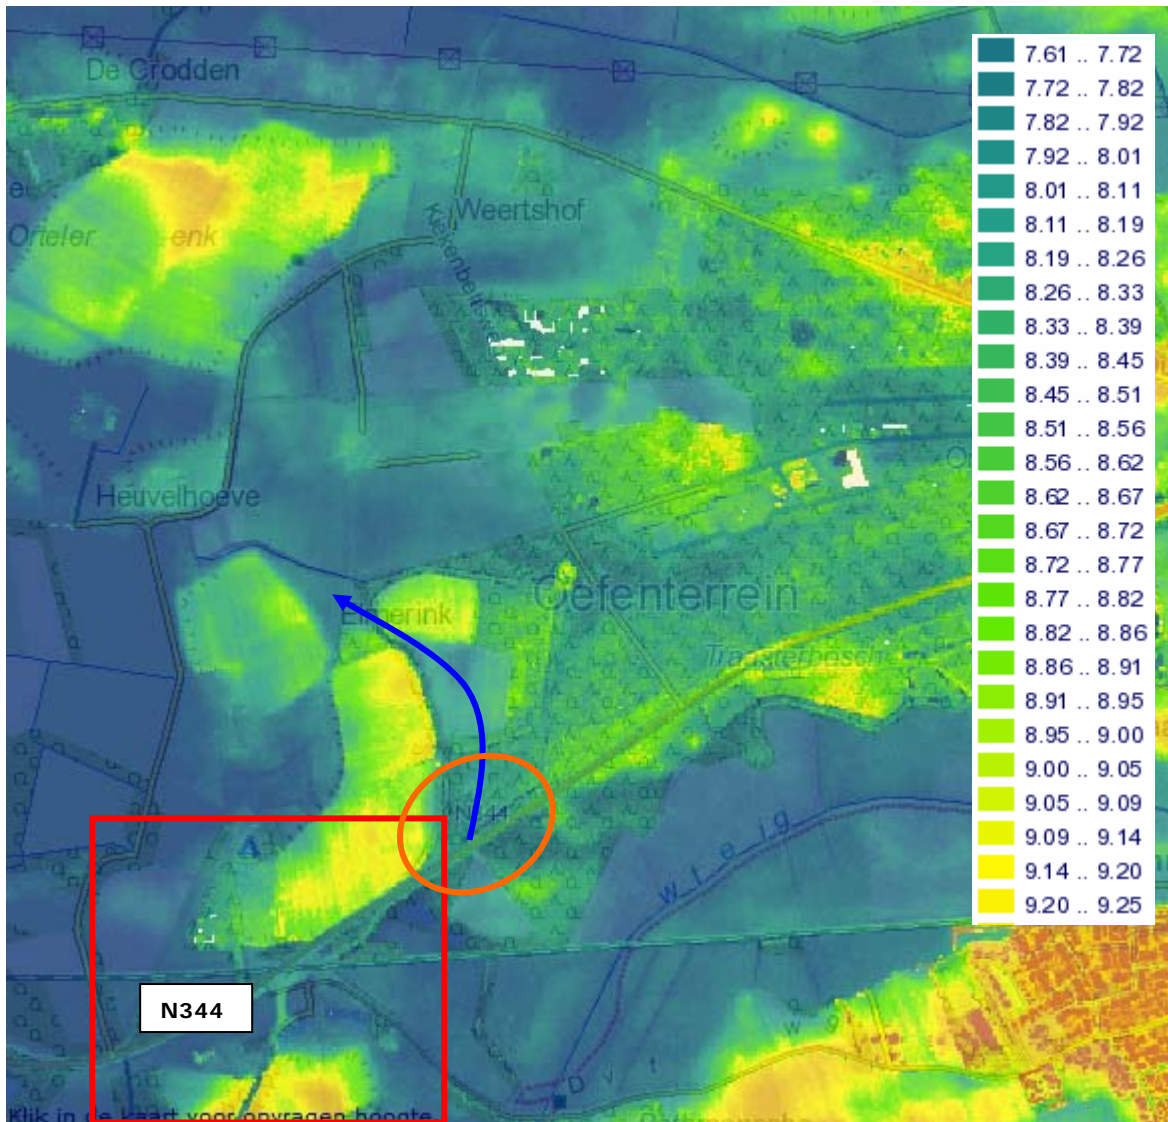 De Crodden
Weertshof
Orteler enk
Heuvelhoeve
Oefenterrein
Elmerink
N344
w t e r i g
N344
D v t
Klik in de kaart voor opvragen hoogte
7.61 .. 7.72
7.72 .. 7.82
7.82 .. 7.92
7.92 .. 8.01
8.01 .. 8.11
8.11 .. 8.19
8.19 .. 8.26
8.26 .. 8.33
8.33 .. 8.39
8.39 .. 8.45
8.45 .. 8.51
8.51 .. 8.56
8.56 .. 8.62
8.62 .. 8.67
8.67 .. 8.72
8.72 .. 8.77
8.77 .. 8.82
8.82 .. 8.86
8.86 .. 8.91
8.91 .. 8.95
8.95 .. 9.00
9.00 .. 9.05
9.05 .. 9.09
9.09 .. 9.14
9.14 .. 9.20
9.20 .. 9.25